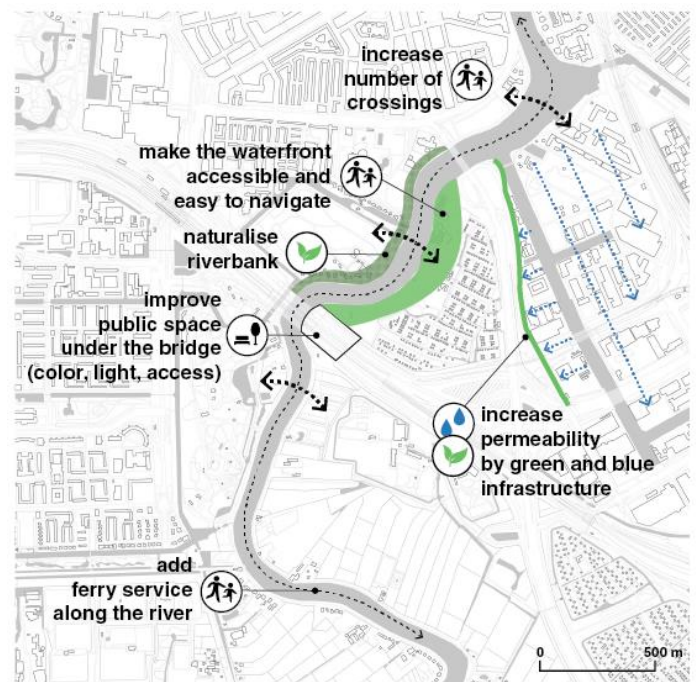 increase
number of
crossings
make the waterfront
accessible and
easy to navigate
naturalise
riverbank
improve
public space
under the bridge
(color, light, access)
increase
permeability
by green and blue
infrastructure
add
ferry service
along the river
0
500 m